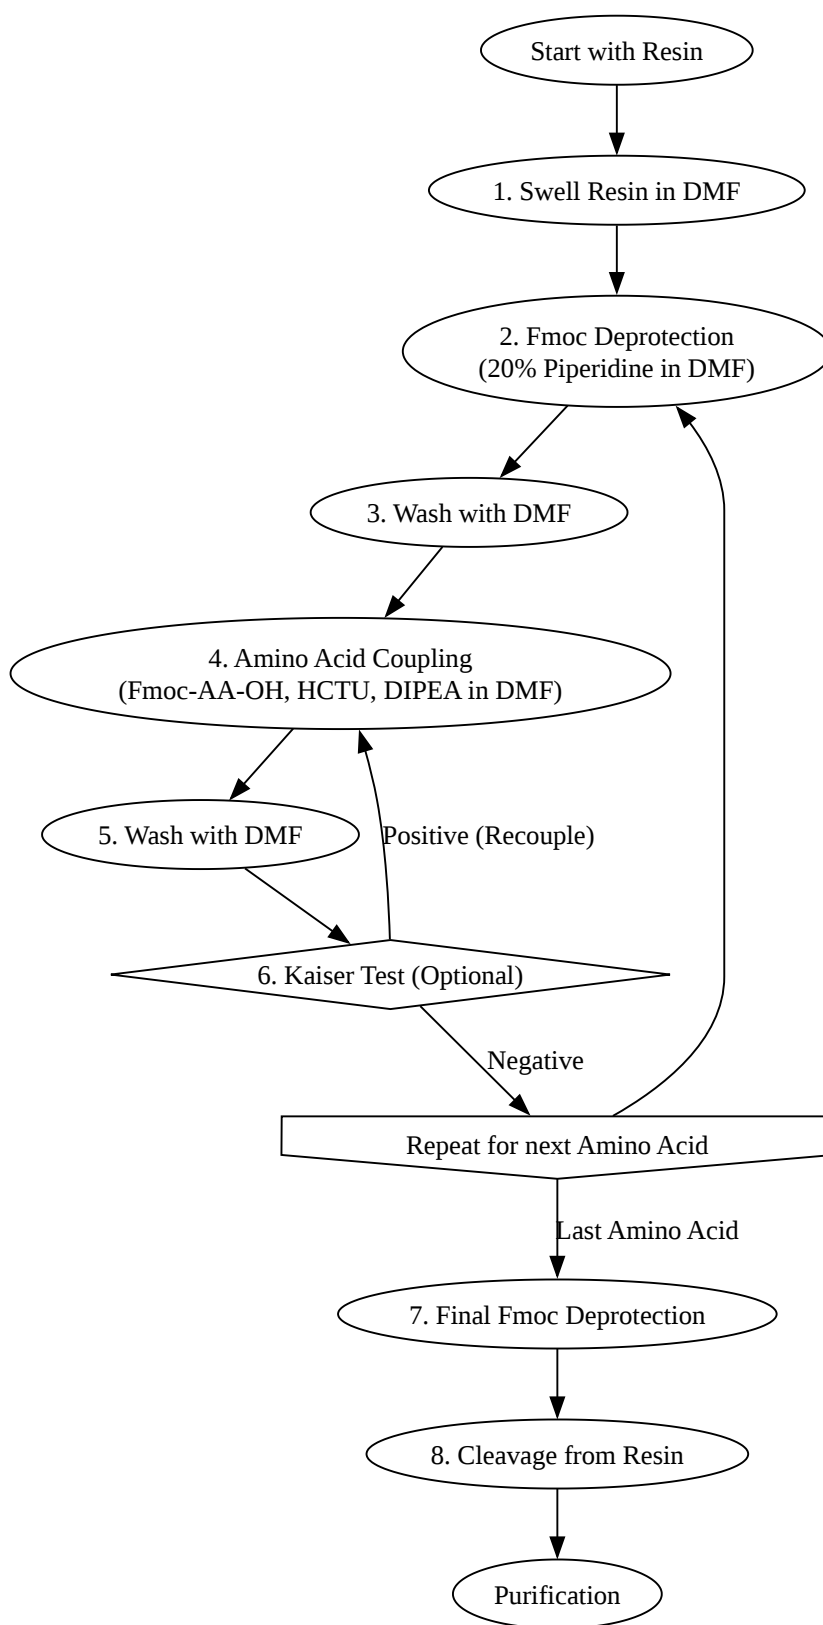 Start with Resin
1. Swell Resin in DMF
2. Fmoc Deprotection
(20% Piperidine in DMF)
3. Wash with DMF
4. Amino Acid Coupling
(Fmoc-AA-OH, HCTU, DIPEA in DMF)
5. Wash with DMF
Positive (Recouple)
6. Kaiser Test (Optional)
Negative
Repeat for next Amino Acid
Last Amino Acid
7. Final Fmoc Deprotection
8. Cleavage from Resin
Purification